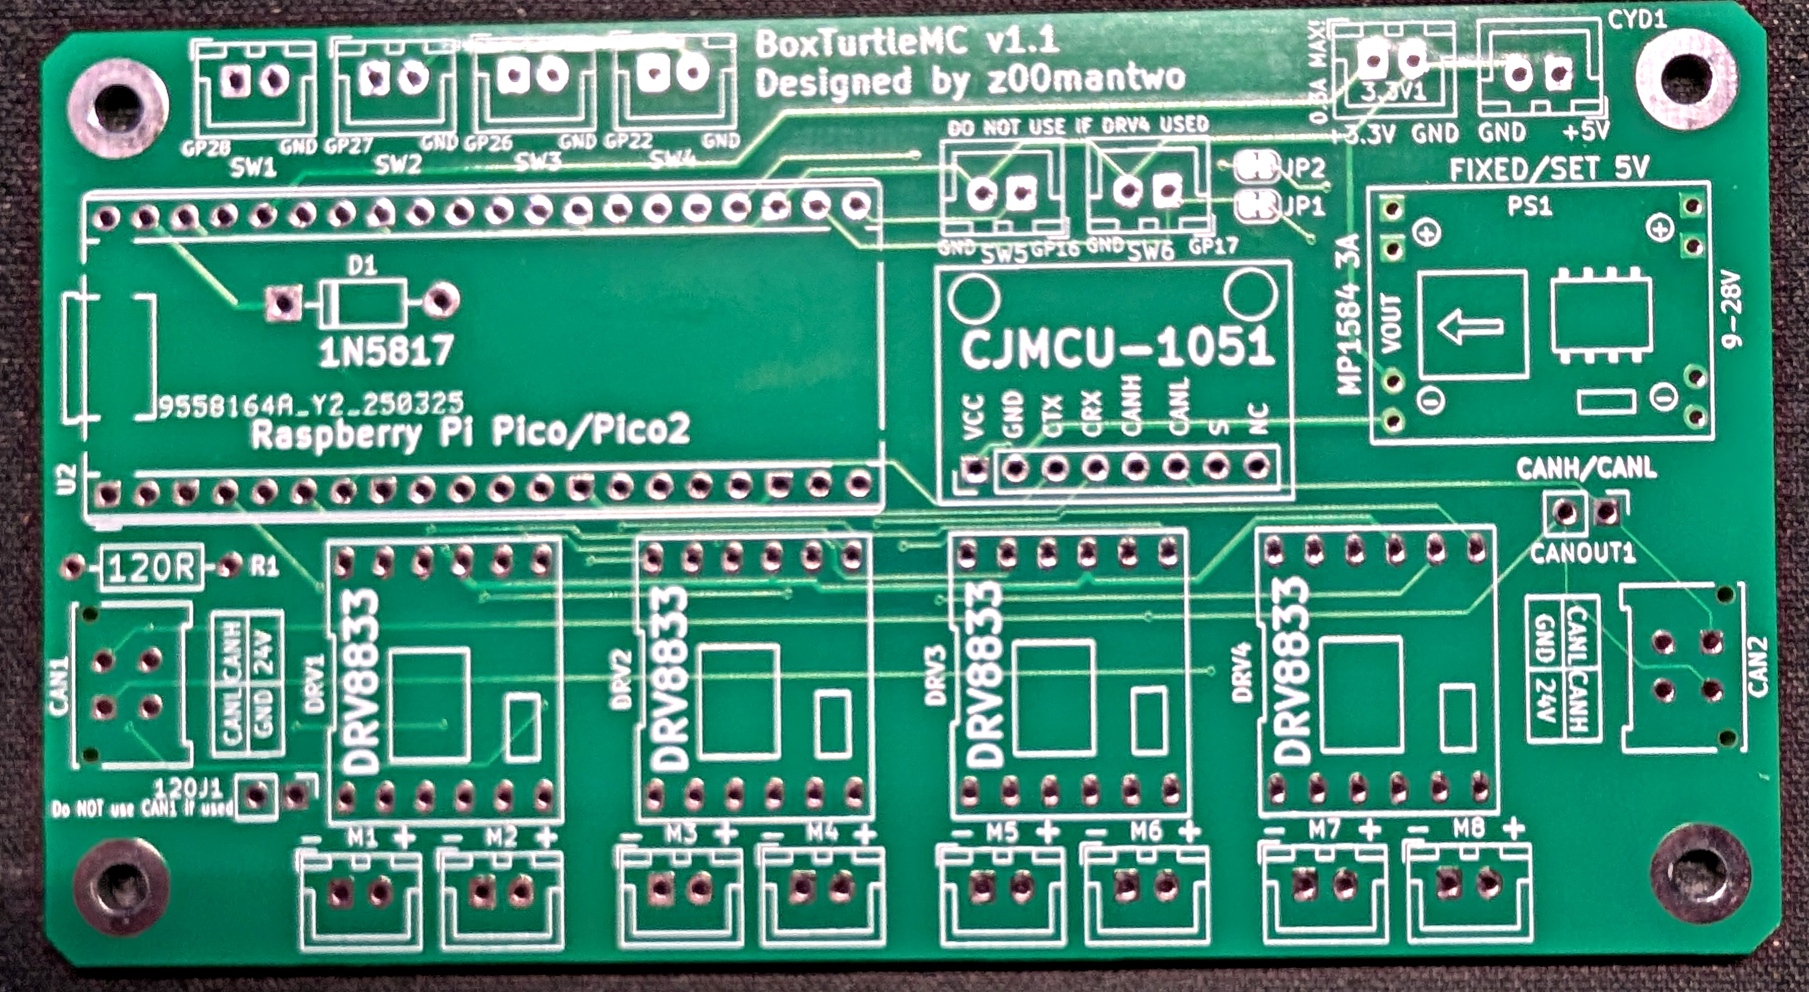 BoxTurtleMC v1.1
Designed by z00mantwo
GP28 GND
SW1
GP27 GND
SW2
GP26 GND
SW3
GP22 GND
SW4
DO NOT USE IF DRV4 USED
GND SW5 GP16
GND SW6 GP17
JP2
JP1
0.3A MAX!
3.3V1
+3.3V GND
CYD1
GND +5V
FIXED/SET 5V
PS1
MP1584 3A
VOUT
9-28V
D1
1N5817
9558164A_Y2_250325
Raspberry Pi Pico/Pico2
U2
CJMCU-1051
VCC
GND
CTX
CRX
CANH
CANL
S
NC
CANH/CANL
CANOUT1
120R
R1
CAN1
CANL CANH
GND 24V
120J1
Do NOT use CAN1 if used
DRV1
DRV8833
DRV2
DRV8833
DRV3
DRV8833
DRV4
DRV8833
CANL CANH
GND 24V
CAN2
- M1 +
- M2 +
- M3 +
- M4 +
- M5 +
- M6 +
- M7 +
- M8 +